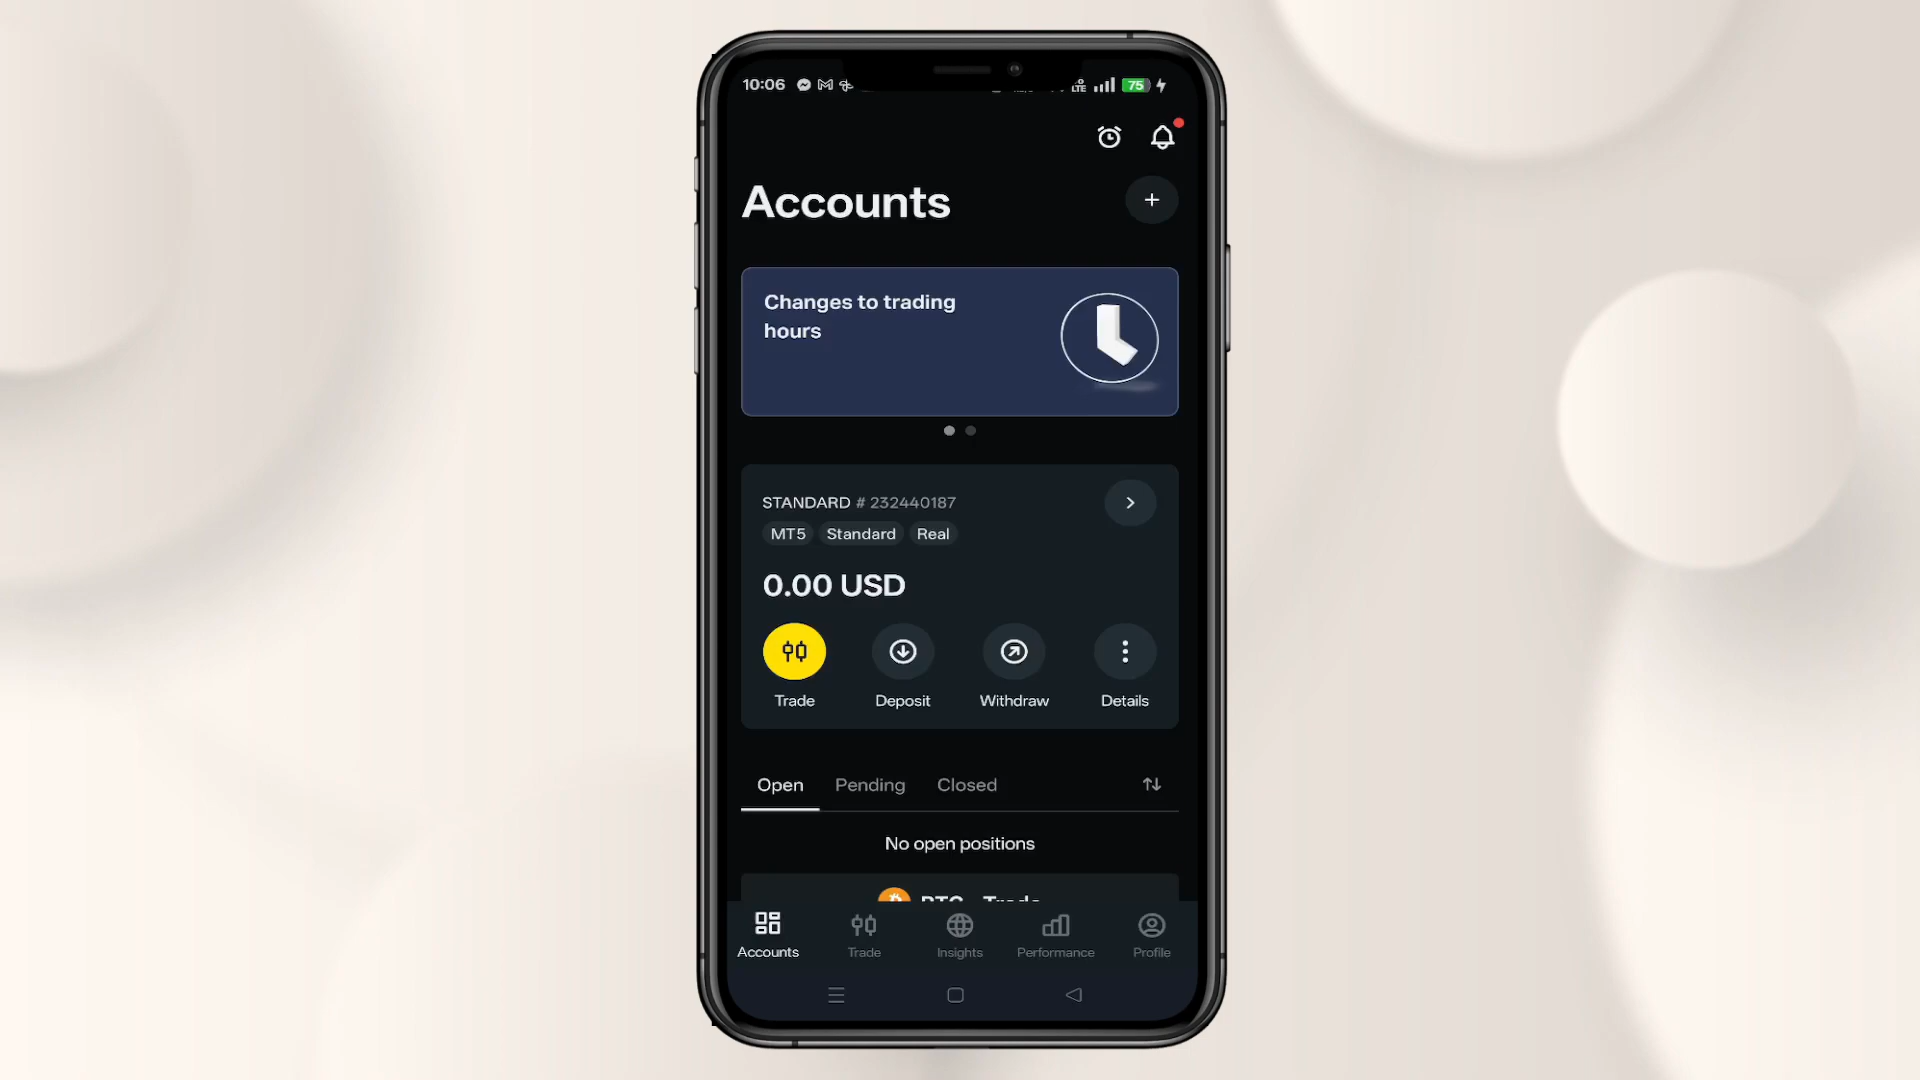 10:06
LTE
75
Accounts
Changes to trading
hours
STANDARD # 232440187
MT5 Standard Real
0.00 USD
Trade Deposit Withdraw Details
Open Pending Closed
No open positions
Accounts Trade Insights Performance Profile